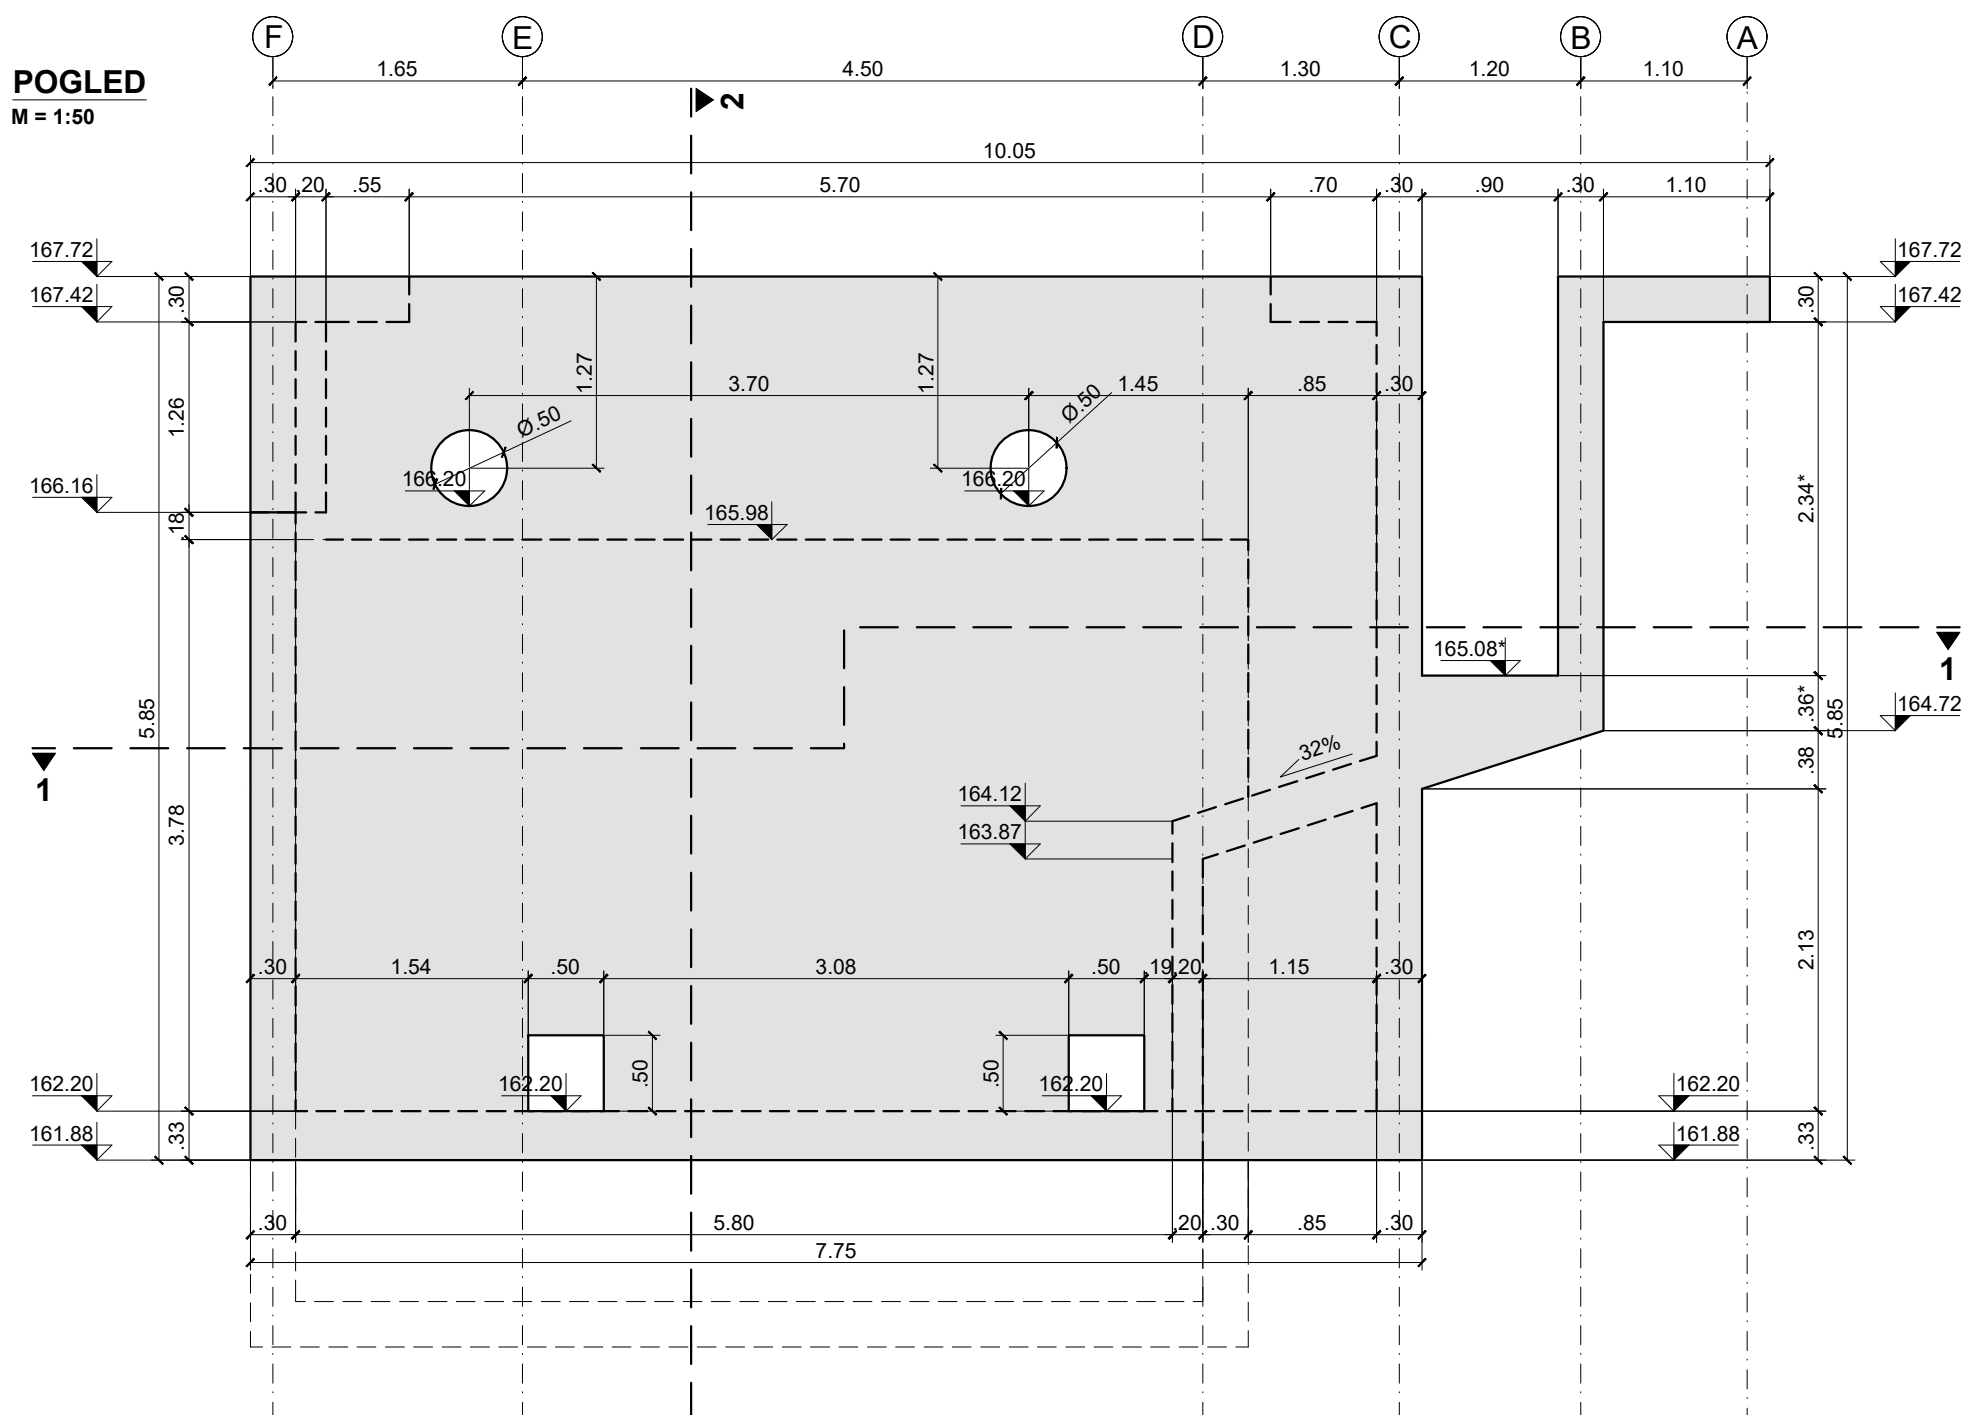 F E D C B A
POGLED
M = 1:50
1.65 4.50 1.30 1.20 1.10
2
10.05
.30 .20 .55 5.70 .70 .30 .90 .30 1.10
167.72 167.72
167.42 .30 .30 167.42
1.27 1.27
3.70 1.45 .85 .30
1.26 Ø.50 Ø.50
166.16 166.20 166.20 2.34*
.18 165.98
165.08* 1
5.85 .36* 5.85 164.72
1 32% .38
3.78 164.12
163.87
2.13
.30 1.54 .50 3.08 .50 .19 .20 1.15 .30
.50 .50
162.20 162.20 162.20 162.20
161.88 .33 .33 161.88
.30 5.80 .20 .30 .85 .30
7.75